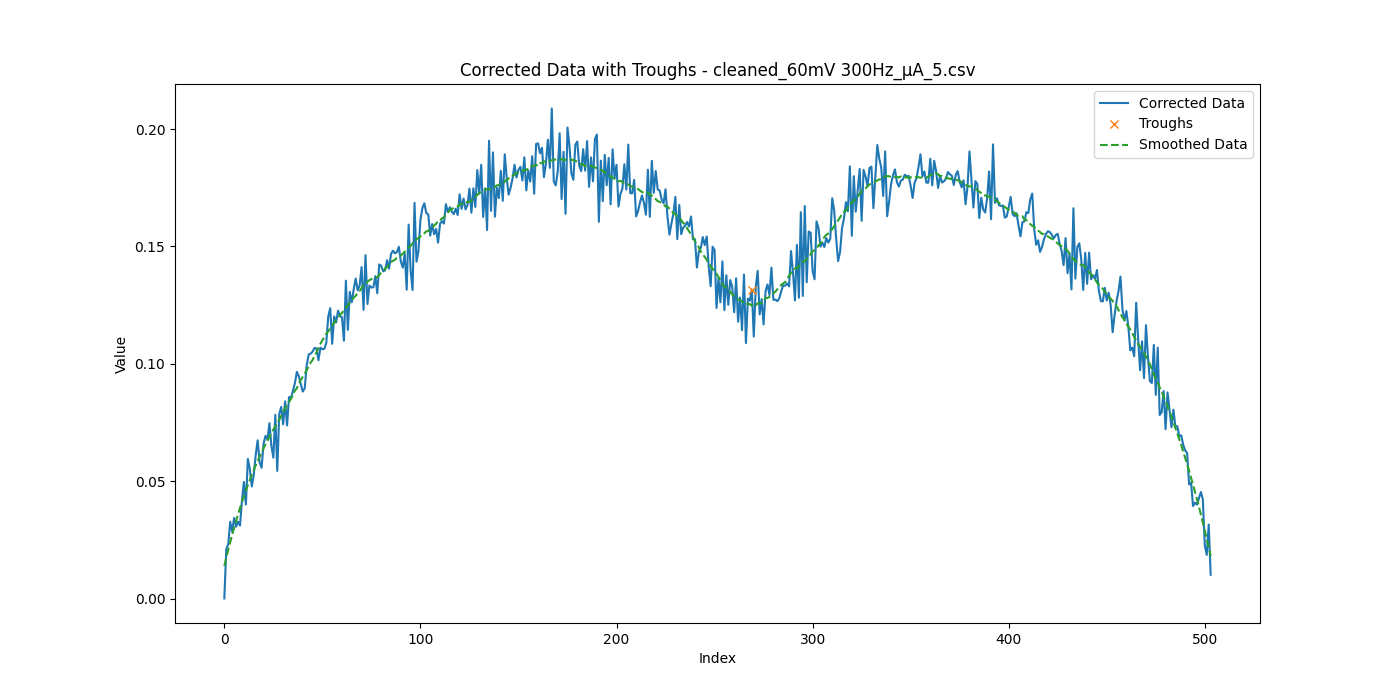 Corrected Data with Troughs - cleaned_60mV 300Hz_μA_5.csv
Corrected Data
Troughs
Smoothed Data
0.20
0.15
0.10
0.05
0.00
Value
0
100
200
300
400
500
Index